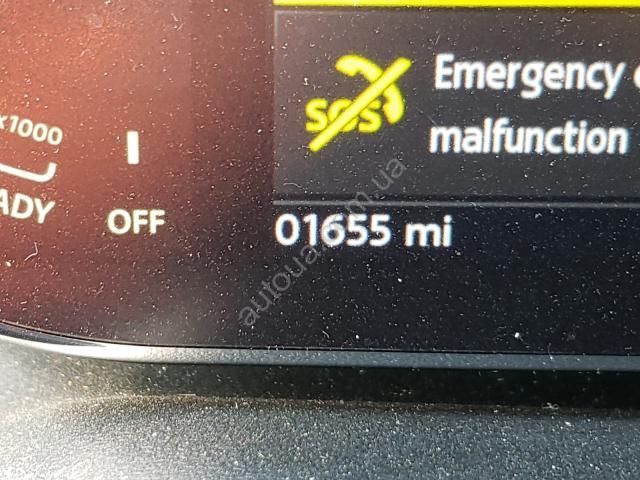 Emergency
SOS
malfunction
x1000
ADY
OFF
01655 mi
autoua.com.ua